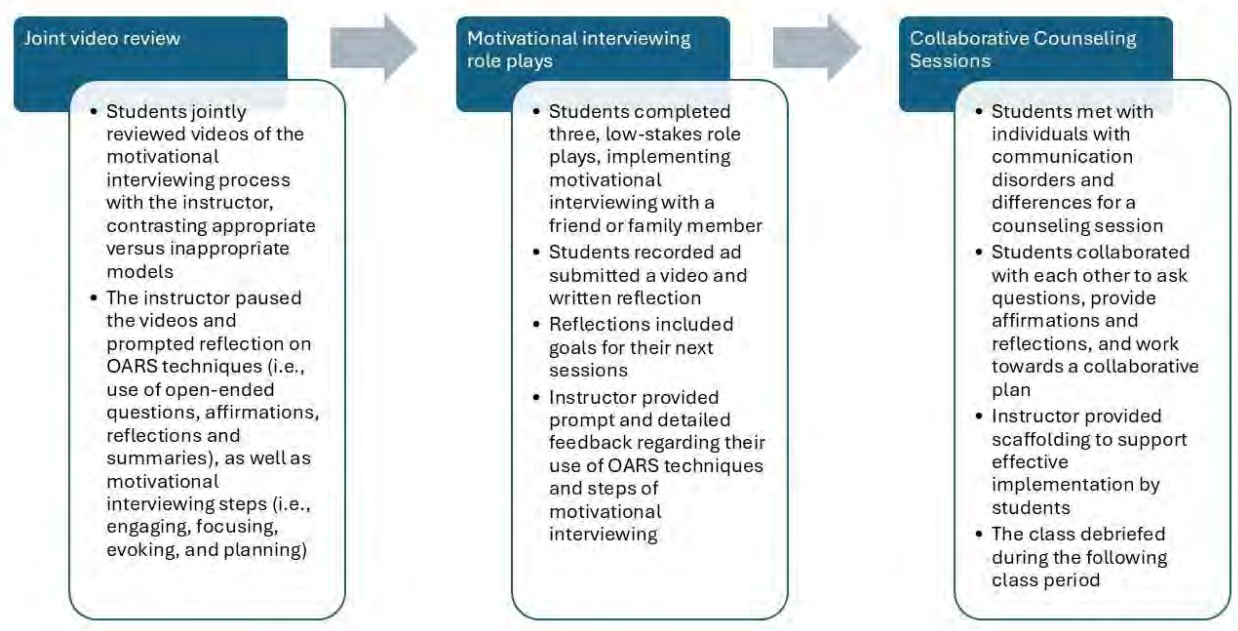 Joint video review
• Students jointly
reviewed videos of the
motivational
interviewing process
with the instructor,
contrasting appropriate
versus inappropriate
models
• The instructor paused
the videos and
prompted reflection on
OARS techniques (i.e.,
use of open-ended
questions, affirmations,
reflections and
summaries), as well as
motivational
interviewing steps (i.e.,
engaging, focusing,
evoking, and planning)
Motivational interviewing
role plays
• Students completed
three, low-stakes role
plays, implementing
motivational
interviewing with a
friend or family member
• Students recorded ad
submitted a video and
written reflection
• Reflections included
goals for their next
sessions
• Instructor provided
prompt and detailed
feedback regarding their
use of OARS techniques
and steps of
motivational
interviewing
Collaborative Counseling
Sessions
• Students met with
individuals with
communication
disorders and
differences for a
counseling session
• Students collaborated
with each other to ask
questions, provide
affirmations and
reflections, and work
towards a collaborative
plan
• Instructor provided
scaffolding to support
effective
implementation by
students
• The class debriefed
during the following
class period